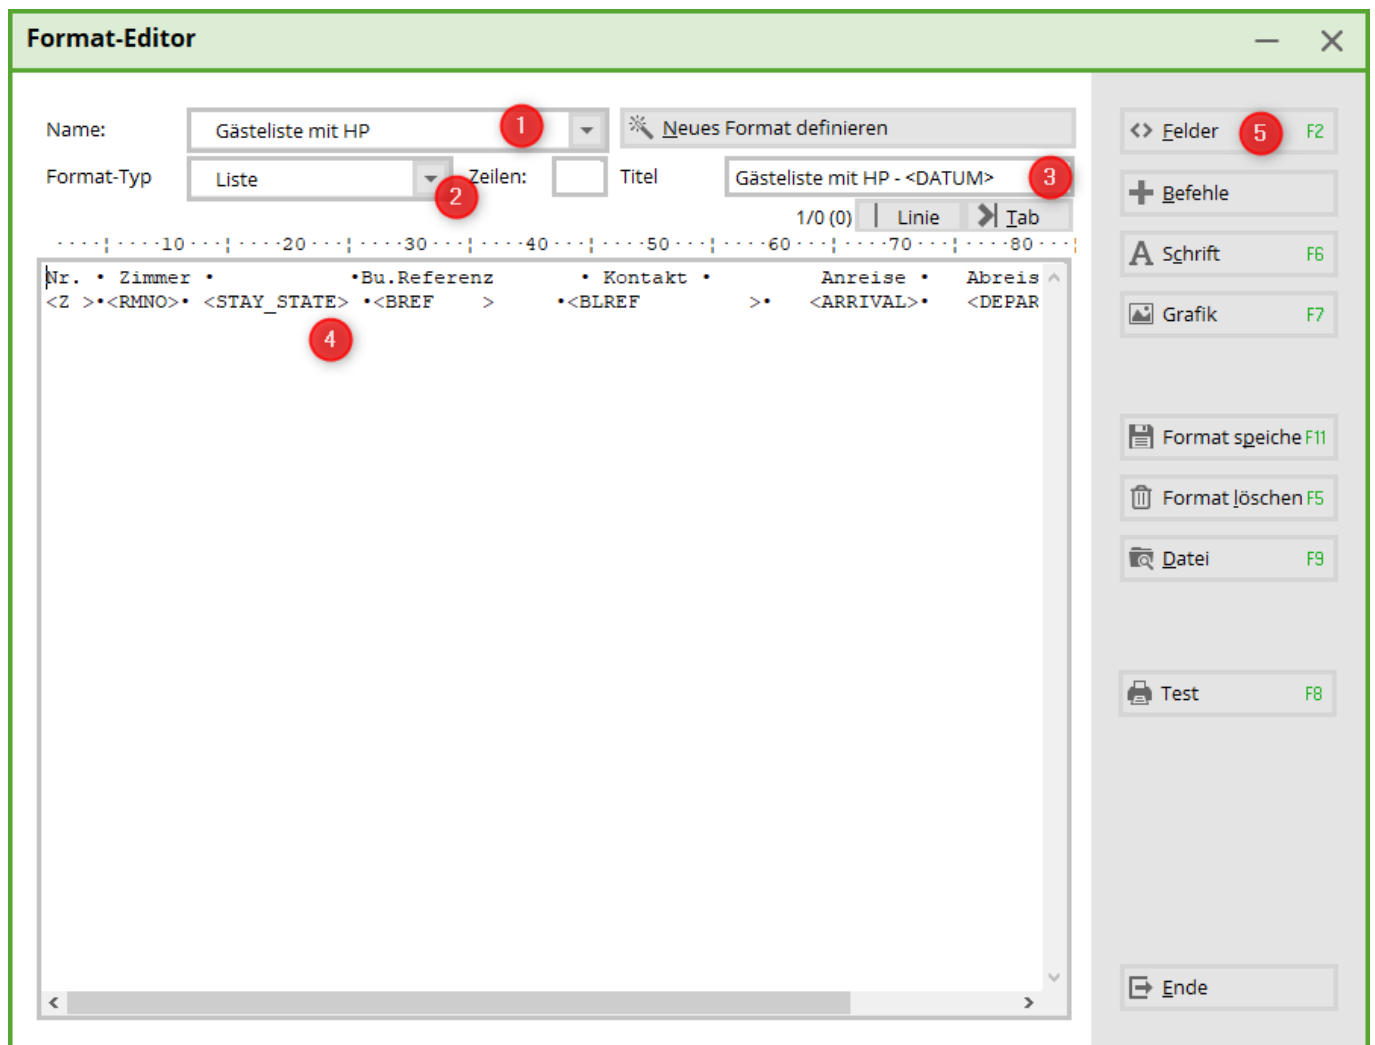 Format-Editor
Name: Gästeliste mit HP 1 Neues Format definieren
Format-Typ Liste 2 Zeilen: Titel Gästeliste mit HP - <DATUM> 3
1/0 (0) Linie Tab
····¦····10···¦····20···¦····30···¦····40···¦····50···¦····60···¦····70···¦····80···¦
Nr. • Zimmer • •Bu.Referenz • Kontakt • Anreise • Abreis
<Z >•<RMNO>• <STAY_STATE> •<BREF > •<BLREF >• <ARRIVAL>• <DEPAR
4
<> Felder 5 F2
Befehle
A Schrift F6
Grafik F7
Format speiche F11
Format löschen F5
Datei F9
Test F8
Ende